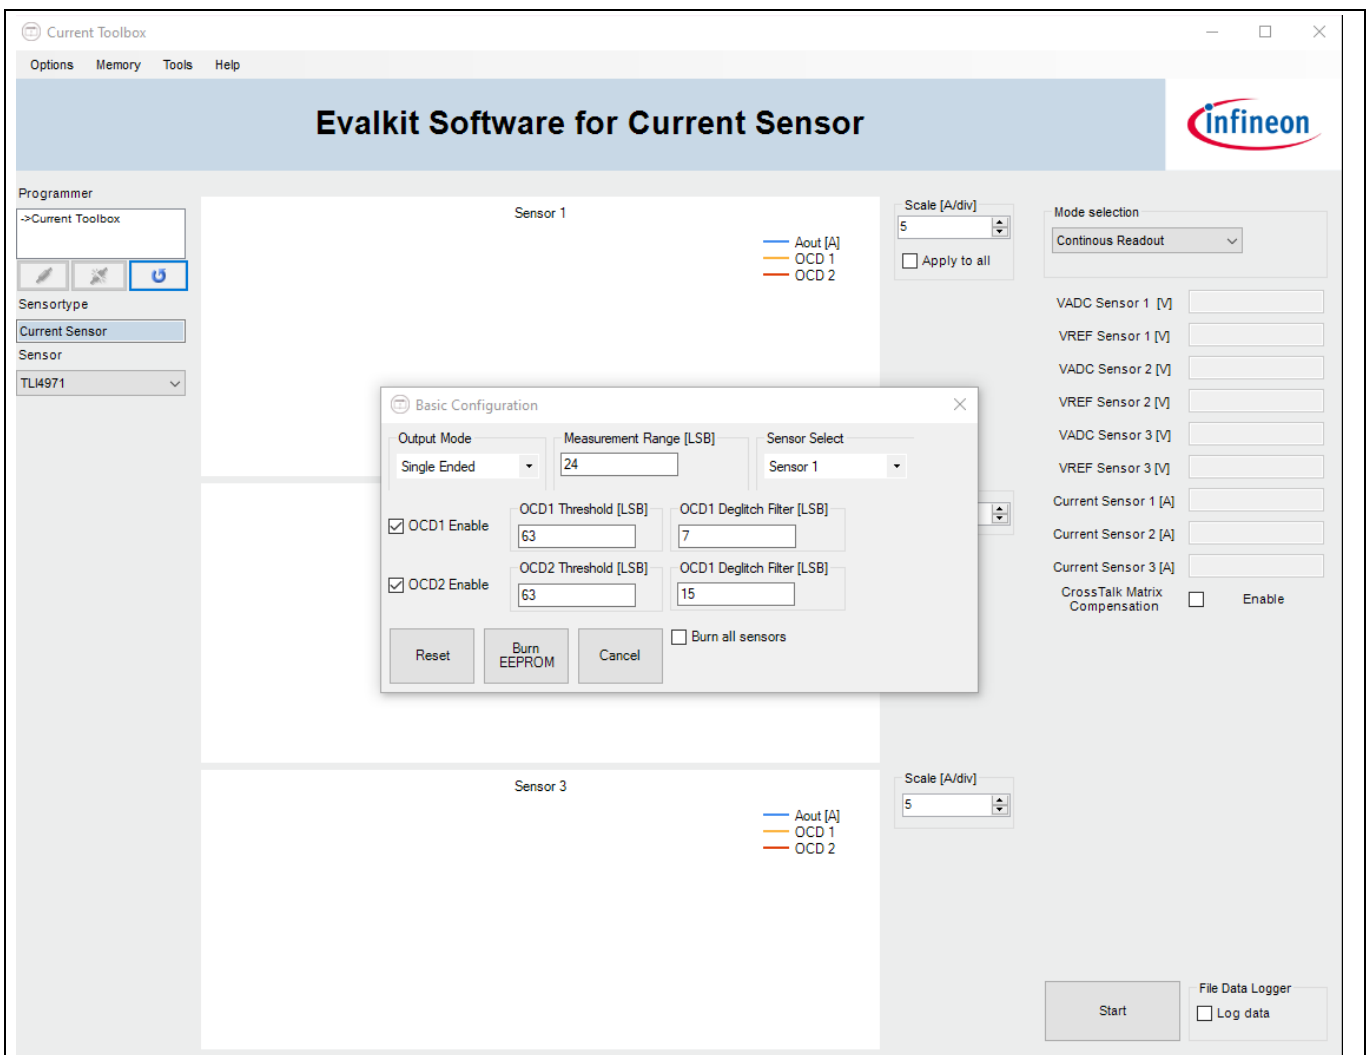 Current Toolbox
Options Memory Tools Help
Evalkit Software for Current Sensor
infineon
Programmer
->Current Toolbox
Sensortype
Current Sensor
Sensor
TLI4971
Sensor 1
Aout [A]
OCD 1
OCD 2
Scale [A/div]
5
Apply to all
Mode selection
Continous Readout
VADC Sensor 1 [V]
VREF Sensor 1 [V]
VADC Sensor 2 [V]
VREF Sensor 2 [V]
VADC Sensor 3 [V]
VREF Sensor 3 [V]
Current Sensor 1 [A]
Current Sensor 2 [A]
Current Sensor 3 [A]
CrossTalk Matrix
Compensation
Enable
Basic Configuration
Output Mode
Single Ended
Measurement Range [LSB]
24
Sensor Select
Sensor 1
OCD1 Enable
OCD1 Threshold [LSB]
63
OCD1 Deglitch Filter [LSB]
7
OCD2 Enable
OCD2 Threshold [LSB]
63
OCD1 Deglitch Filter [LSB]
15
Reset
Burn
EEPROM
Cancel
Burn all sensors
Sensor 3
Aout [A]
OCD 1
OCD 2
Scale [A/div]
5
Start
File Data Logger
Log data